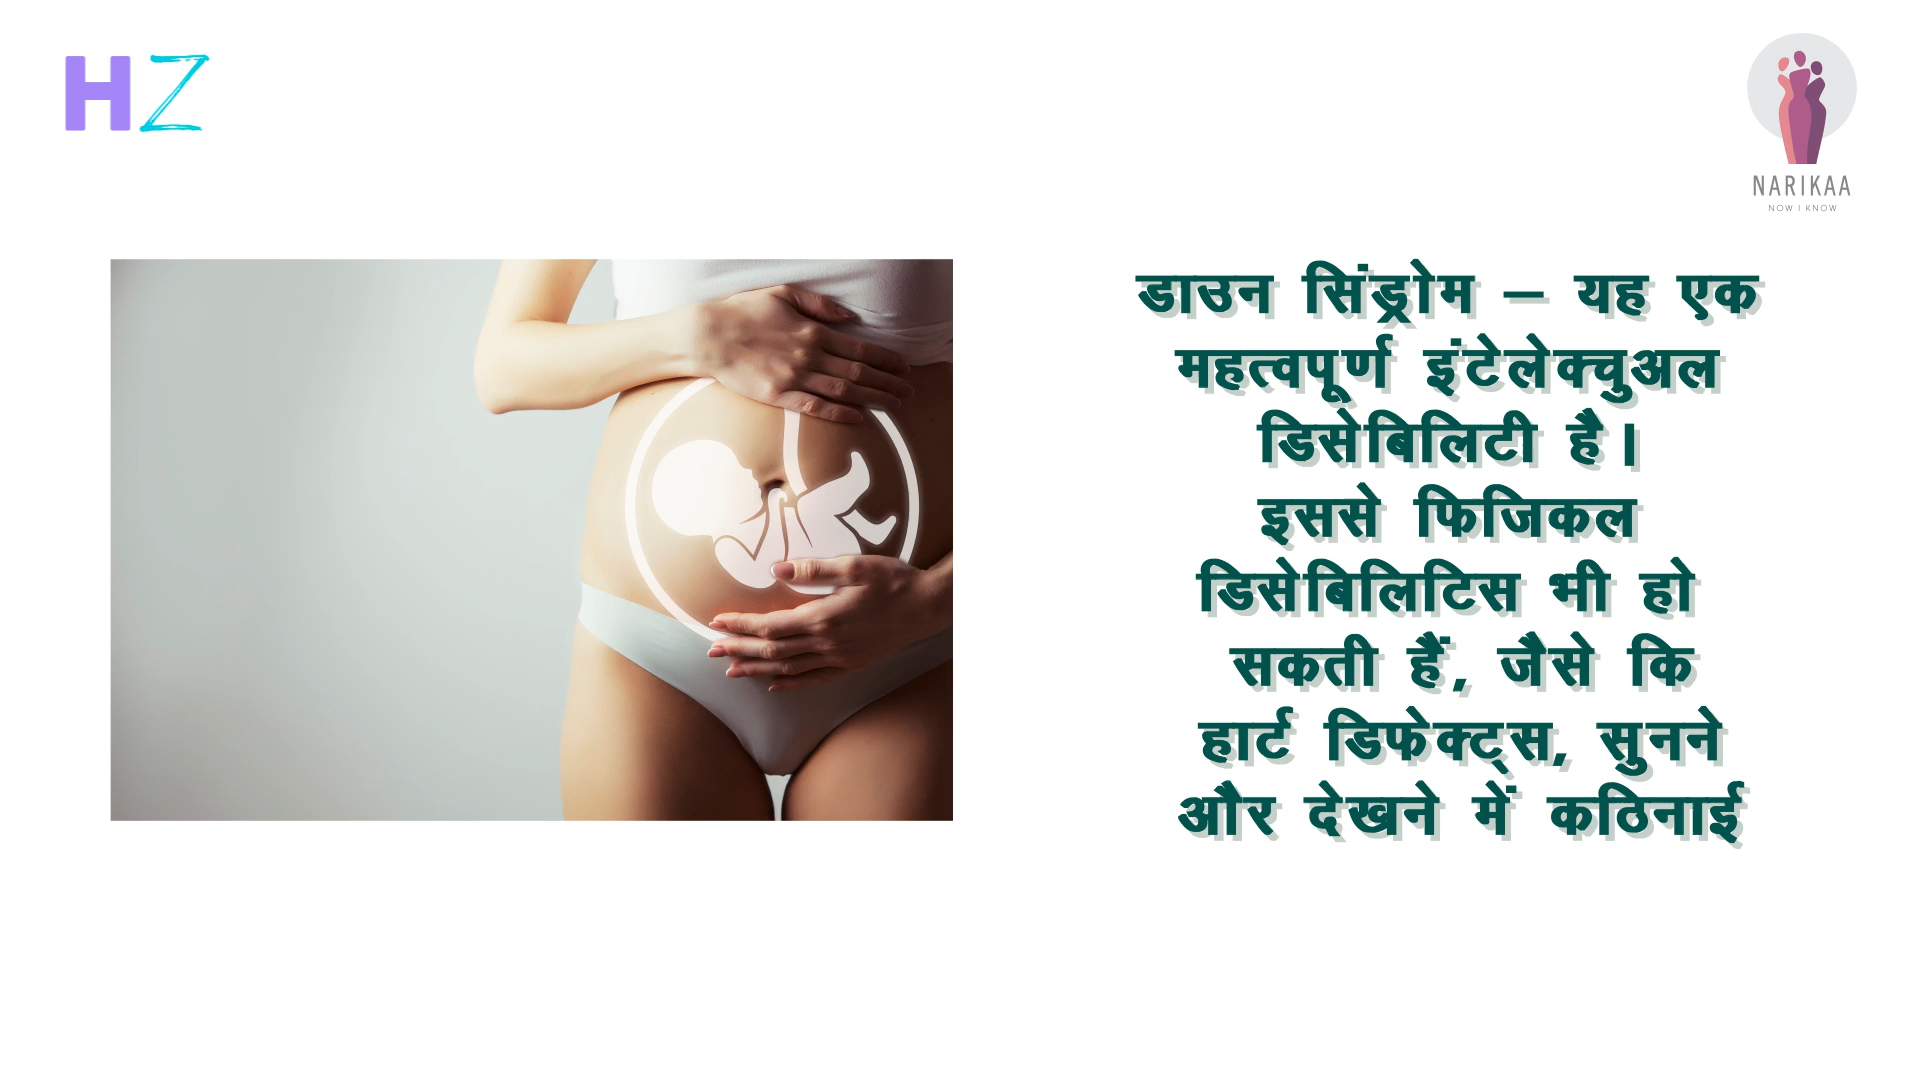 HZ
NARIKAA
NOW I KNOW
डाउन सिंड्रोम – यह एक
महत्वपूर्ण इंटेलेक्चुअल
डिसेबिलिटी है।
इससे फिजिकल
डिसेबिलिटिस भी हो
सकती हैं, जैसे कि
हार्ट डिफेक्ट्स, सुनने
और देखने में कठिनाई